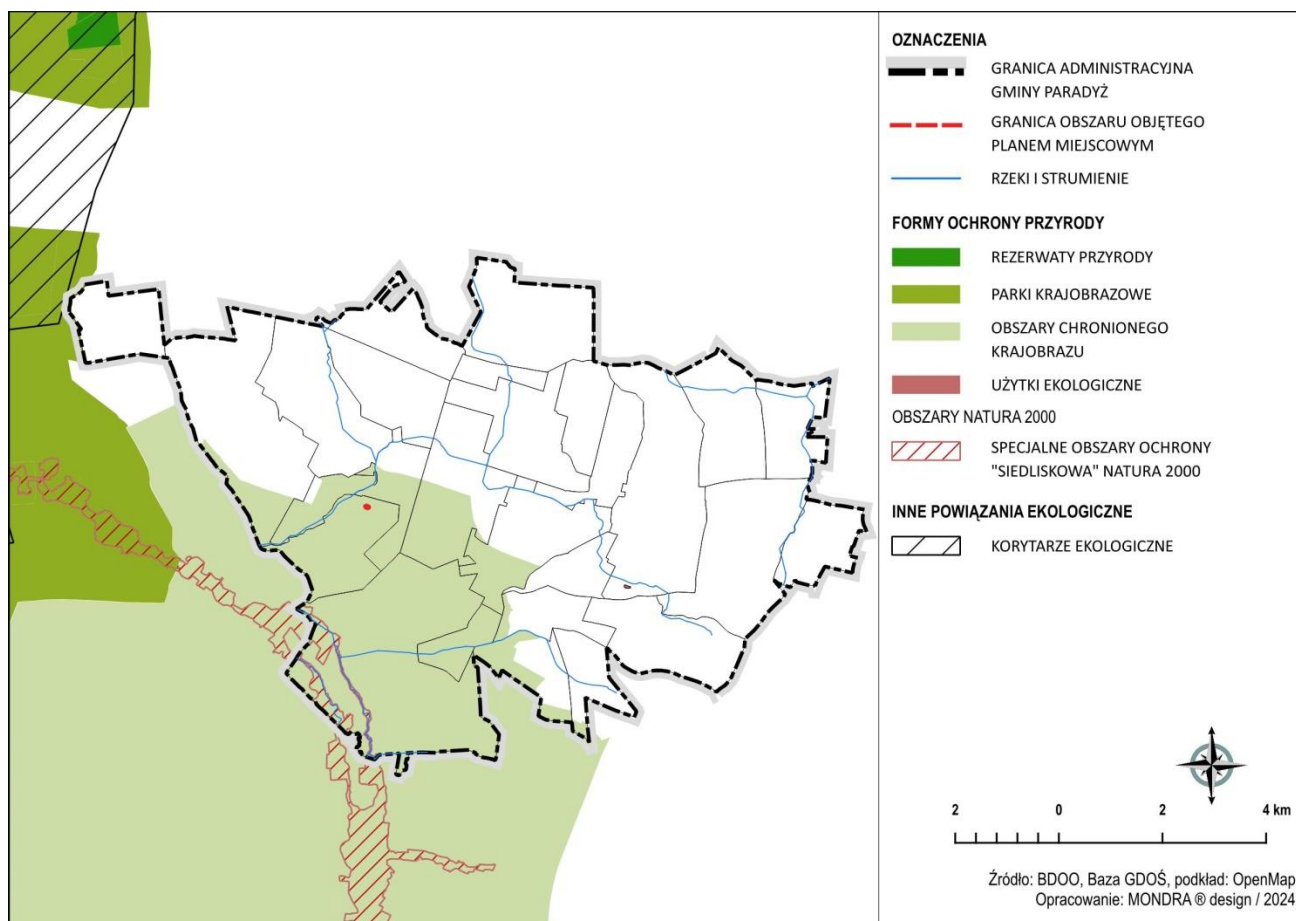 OZNACZENIA
GRANICA ADMINISTRACYJNA
GMINY PARADYŻ
GRANICA OBSZARU OBJĘTEGO
PLANEM MIEJSCOWYM
RZEKI I STRUMIENIE
FORMY OCHRONY PRZYRODY
REZERWATY PRZYRODY
PARKI KRAJOBRAZOWE
OBSZARY CHRONIONEGO
KRAJOBRAZU
UŻYTKI EKOLOGICZNE
OBSZARY NATURA 2000
SPECJALNE OBSZARY OCHRONY
"SIEDLISKOWA" NATURA 2000
INNE POWIĄZANIA EKOLOGICZNE
KORYTARZE EKOLOGICZNE
2 0 2 4 km
Źródło: BDOO, Baza GDOŚ, podkład: OpenMap
Opracowanie: MONDRA ® design / 2024